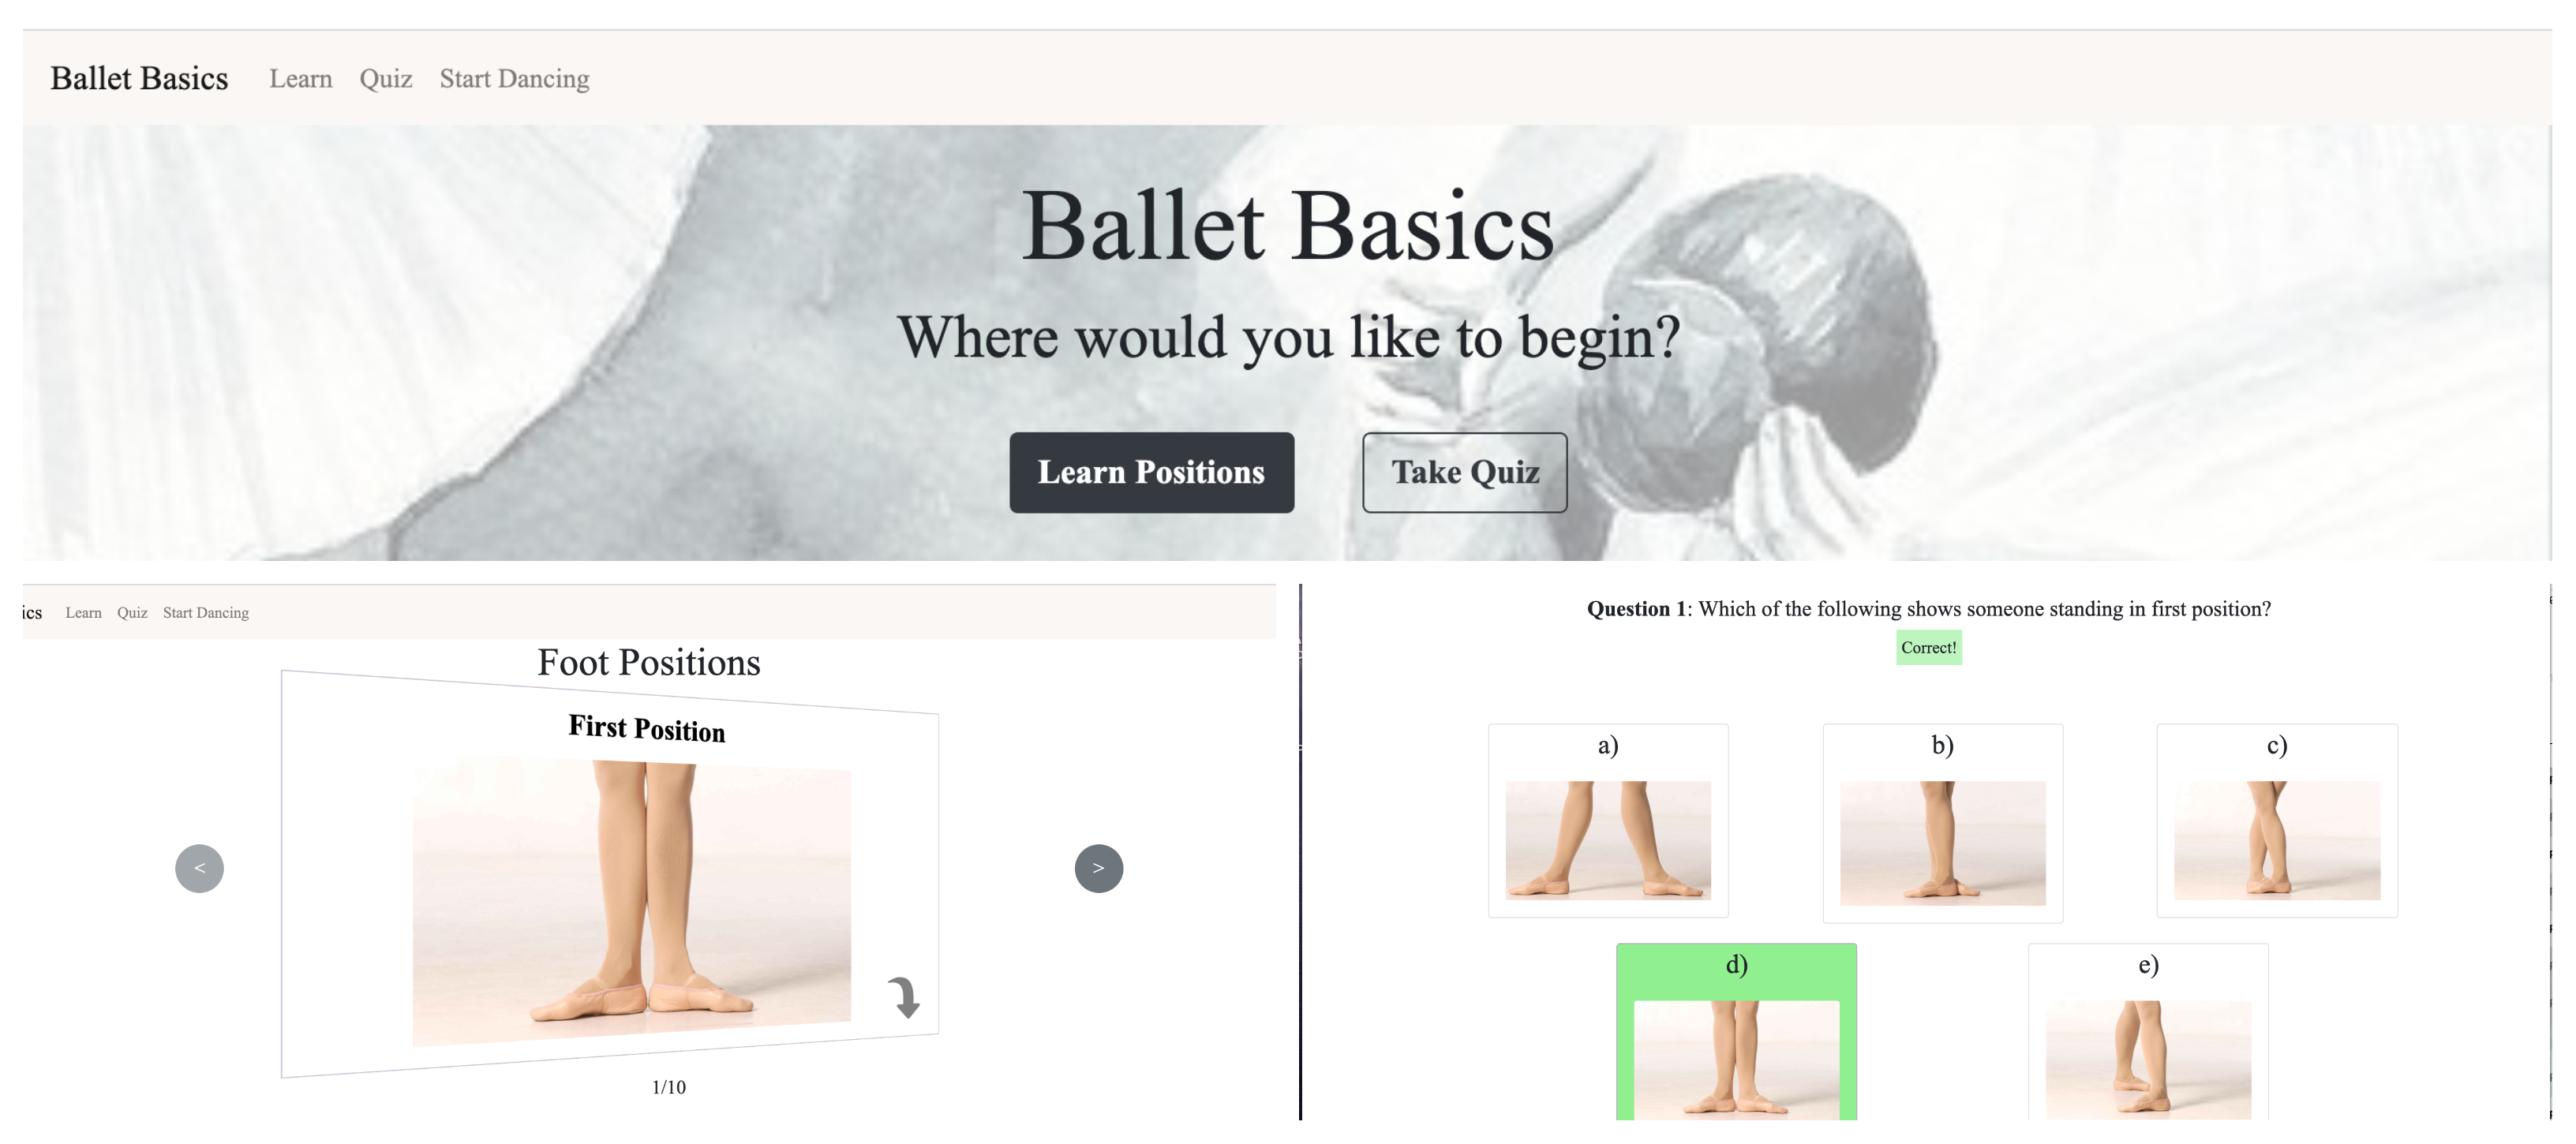 Ballet Basics Learn Quiz Start Dancing
Ballet Basics
Where would you like to begin?
Learn Positions Take Quiz
ics Learn Quiz Start Dancing
Foot Positions
First Position
< >
1/10
Question 1: Which of the following shows someone standing in first position?
Correct!
a) b) c)
d) e)